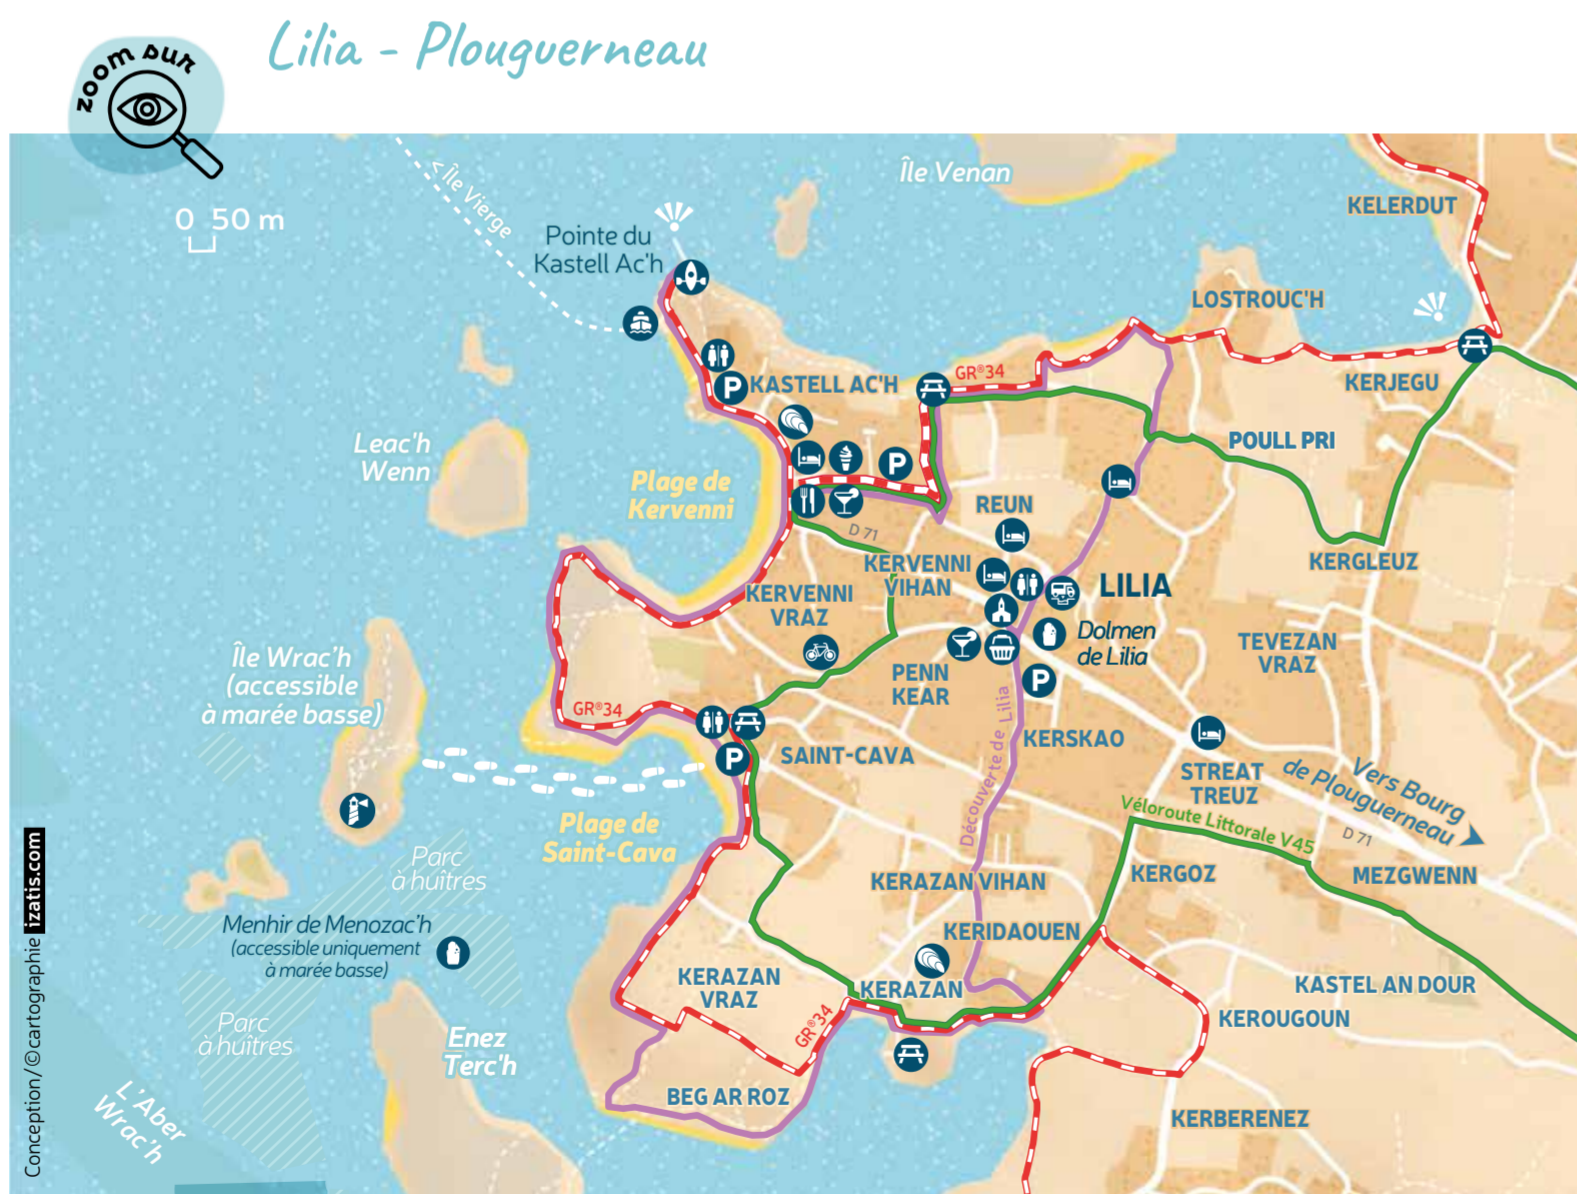 zoom sur
Lilia - Plouguerneau
0 50 m
< Île Vierge
Île Venan
Pointe du
Kastell Ac'h
KELERDUT
LOSTROUC'H
P
KASTELL AC'H
GR®34
KERJEGU
Leac'h
Wenn
Plage de
Kervenni
P
POULL PRI
REUN
D 71
KERVENNI
VIHAN
KERGLEUZ
KERVENNI
VRAZ
LILIA
Dolmen
de Lilia
TEVEZAN
VRAZ
Île Wrac'h
(accessible
à marée basse)
PENN
KEAR
P
GR®34
Découverte de Lilia
KERSKAO
SAINT-CAVA
P
STREAT
TREUZ
Vers Bourg
de Plouguerneau
Véloroute Littorale V45
D 71
Plage de
Saint-Cava
Parc
à huîtres
KERAZAN VIHAN
KERGOZ
MEZGWENN
Menhir de Menozac'h
(accessible uniquement
à marée basse)
KERIDAOUEN
KERAZAN
VRAZ
KERAZAN
KASTEL AN DOUR
GR®34
KEROUGOUN
Parc
à huîtres
Enez
Terc'h
BEG AR ROZ
KERBERENEZ
L'Aber
Wrac'h
Conception/©cartographie izatis.com